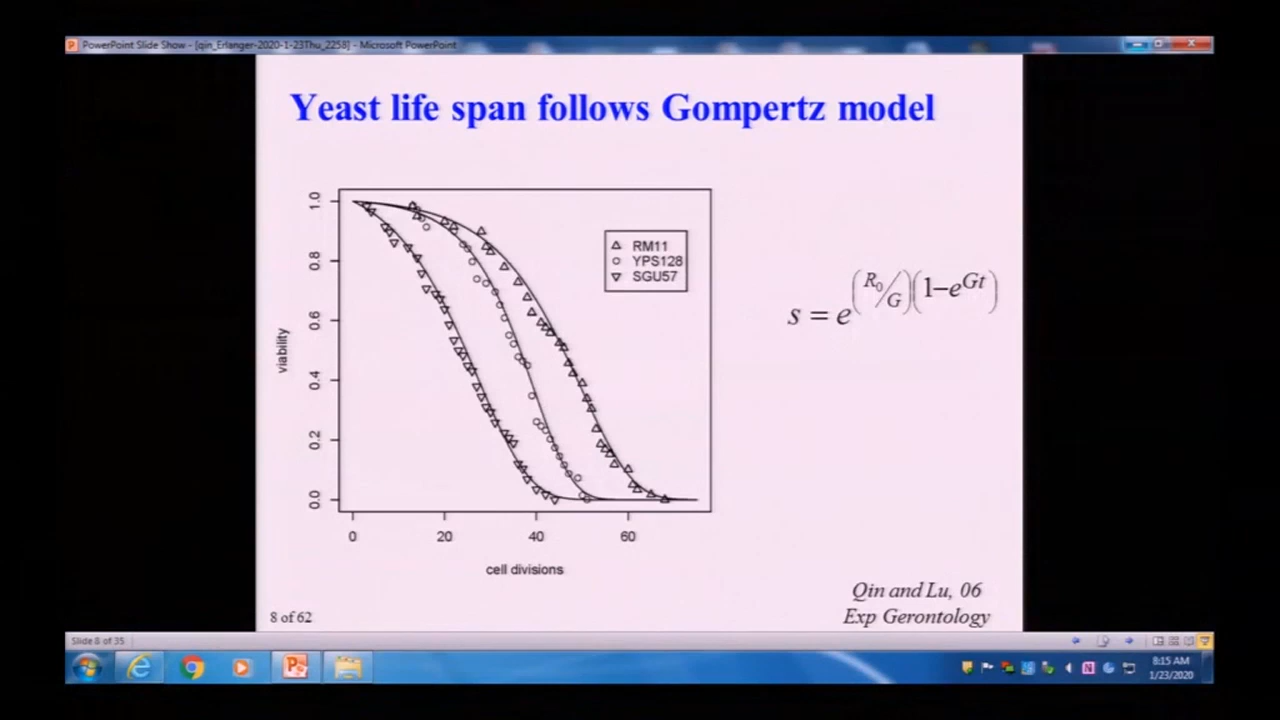 PowerPoint Slide Show - [qin_Erlanger-2020-1-23Thu_2258] - Microsoft PowerPoint
Yeast life span follows Gompertz model
1.0
0.8
0.6
0.4
0.2
0.0
viability
RM11
YPS128
SGU57
0 20 40 60
cell divisions
s = e^(R₀/G)(1−e^Gt)
Qin and Lu, 06
Exp Gerontology
8 of 62
Slide 8 of 35
8:15 AM
1/23/2020